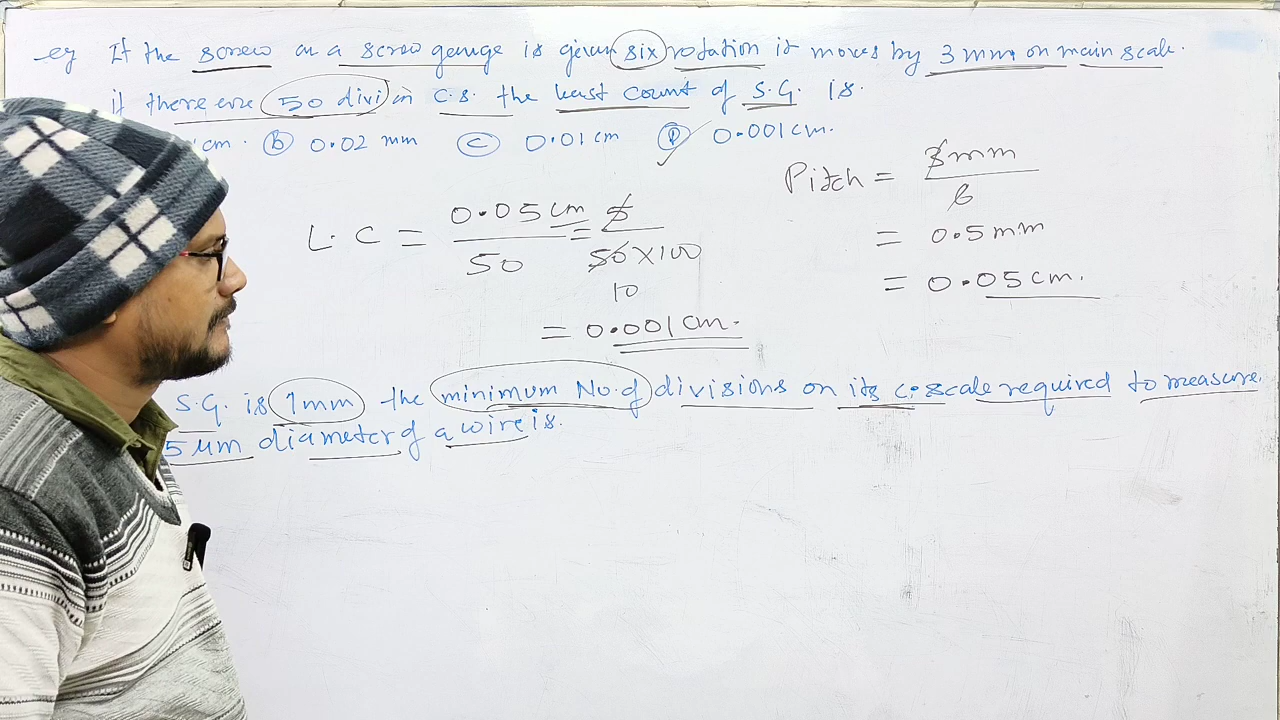 eg If the screw on a screw gauge is given six rotation it moves by 3 mm on main scale.
if there are 50 divi in C.S. the least count of S.G. is.
cm. (B) 0.02 mm (C) 0.01 cm (D) 0.001 cm.
Pitch = 3mm / 6
= 0.5 mm
= 0.05 cm.
L.C = 0.05 cm / 50 = 5 / 50×100
10
= 0.001 cm.
S.G. is 1mm the minimum No. of divisions on its c. scale required to measure
5 μm diameter of a wire is.